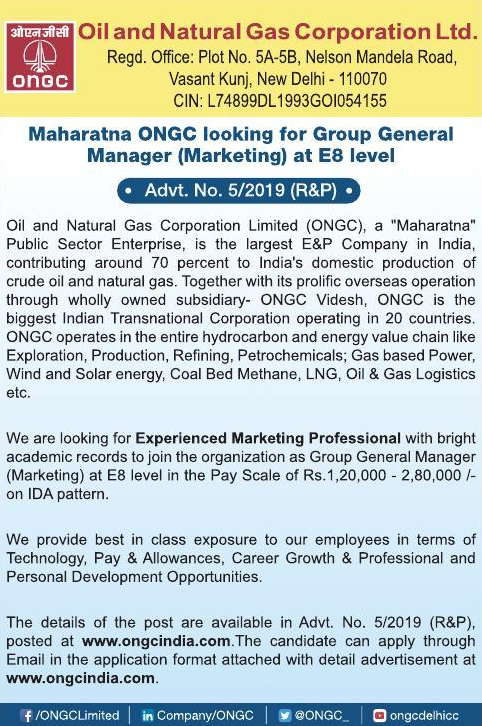 ओएनजीसी
ongc
Oil and Natural Gas Corporation Ltd.
Regd. Office: Plot No. 5A-5B, Nelson Mandela Road,
Vasant Kunj, New Delhi - 110070
CIN: L74899DL1993GOI054155
Maharatna ONGC looking for Group General
Manager (Marketing) at E8 level
• Advt. No. 5/2019 (R&P) •
Oil and Natural Gas Corporation Limited (ONGC), a "Maharatna"
Public Sector Enterprise, is the largest E&P Company in India,
contributing around 70 percent to India's domestic production of
crude oil and natural gas. Together with its prolific overseas operation
through wholly owned subsidiary- ONGC Videsh, ONGC is the
biggest Indian Transnational Corporation operating in 20 countries.
ONGC operates in the entire hydrocarbon and energy value chain like
Exploration, Production, Refining, Petrochemicals; Gas based Power,
Wind and Solar energy, Coal Bed Methane, LNG, Oil & Gas Logistics
etc.
We are looking for Experienced Marketing Professional with bright
academic records to join the organization as Group General Manager
(Marketing) at E8 level in the Pay Scale of Rs.1,20,000 - 2,80,000 /-
on IDA pattern.
We provide best in class exposure to our employees in terms of
Technology, Pay & Allowances, Career Growth & Professional and
Personal Development Opportunities.
The details of the post are available in Advt. No. 5/2019 (R&P),
posted at www.ongcindia.com.The candidate can apply through
Email in the application format attached with detail advertisement at
www.ongcindia.com.
/ONGCLimited | Company/ONGC | @ONGC_ | ongcdelhicc